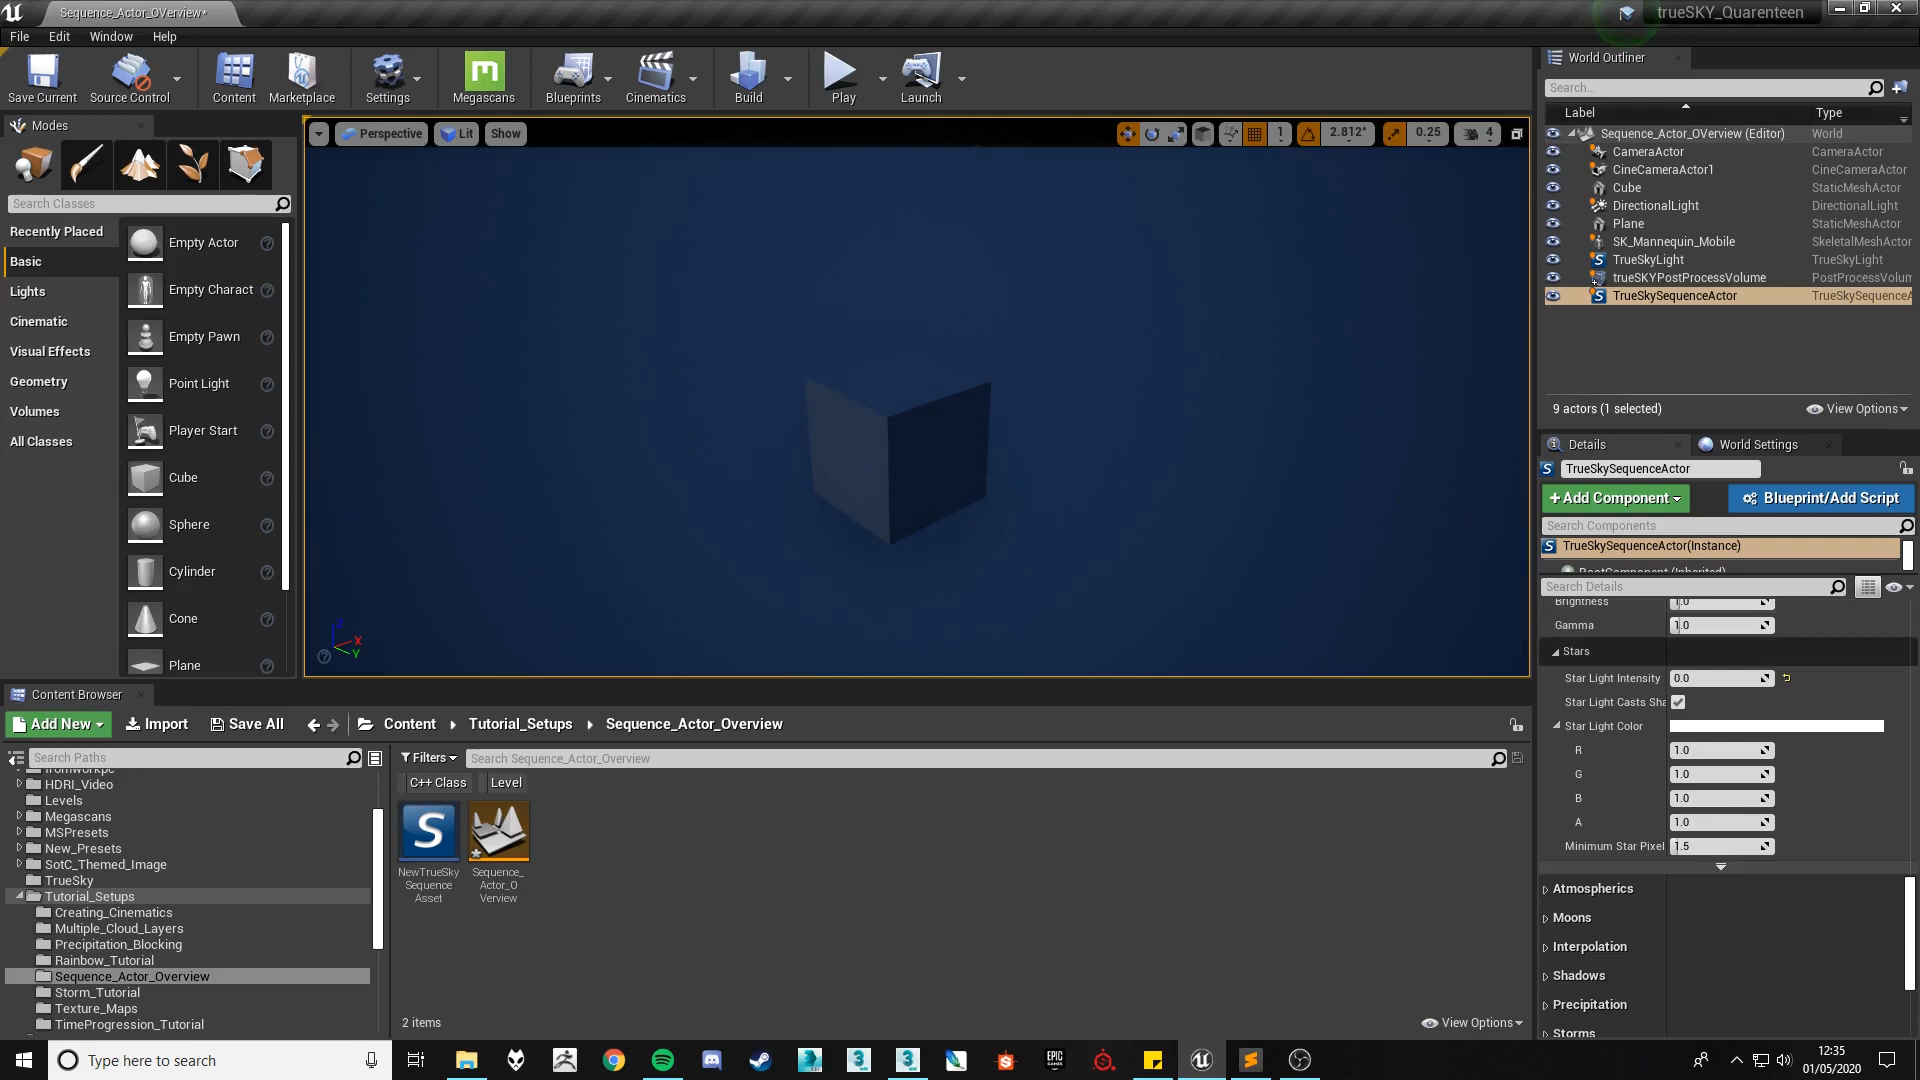 Sequence_Actor_OVerview*
trueSKY_Quarenteen
File Edit Window Help
Save Current
Source Control
Content
Marketplace
Settings
Megascans
Blueprints
Cinematics
Build
Play
Launch
Modes
Search Classes
Recently Placed
Basic
Lights
Cinematic
Visual Effects
Geometry
Volumes
All Classes
Empty Actor
Empty Charact
Empty Pawn
Point Light
Player Start
Cube
Sphere
Cylinder
Cone
Plane
Perspective
Lit
Show
1
2.812°
0.25
4
X
Y
World Outliner
Search...
Label Type
Sequence_Actor_OVerview (Editor) World
CameraActor CameraActor
CineCameraActor1 CineCameraActor
Cube StaticMeshActor
DirectionalLight DirectionalLight
Plane StaticMeshActor
SK_Mannequin_Mobile SkeletalMeshActor
TrueSkyLight TrueSkyLight
trueSKYPostProcessVolume PostProcessVolum
TrueSkySequenceActor TrueSkySequenceA
9 actors (1 selected)
View Options
Details
World Settings
TrueSkySequenceActor
+Add Component
Blueprint/Add Script
Search Components
TrueSkySequenceActor(Instance)
RootComponent (Inherited)
Search Details
Brightness 1.0
Gamma 1.0
Stars
Star Light Intensity 0.0
Star Light Casts Sha
Star Light Color
R 1.0
G 1.0
B 1.0
A 1.0
Minimum Star Pixel 1.5
Atmospherics
Moons
Interpolation
Shadows
Precipitation
Storms
Content Browser
Add New
Import
Save All
Content
Tutorial_Setups
Sequence_Actor_Overview
Search Paths
Filters
Search Sequence_Actor_Overview
C++ Class
Level
HDRI_Video
Levels
Megascans
MSPresets
New_Presets
SotC_Themed_Image
TrueSky
Tutorial_Setups
Creating_Cinematics
Multiple_Cloud_Layers
Precipitation_Blocking
Rainbow_Tutorial
Sequence_Actor_Overview
Storm_Tutorial
Texture_Maps
TimeProgression_Tutorial
NewTrueSky
Sequence
Asset
Sequence_
Actor_O
Verview
2 items
View Options
Type here to search
EPIC
GAMES
12:35
01/05/2020